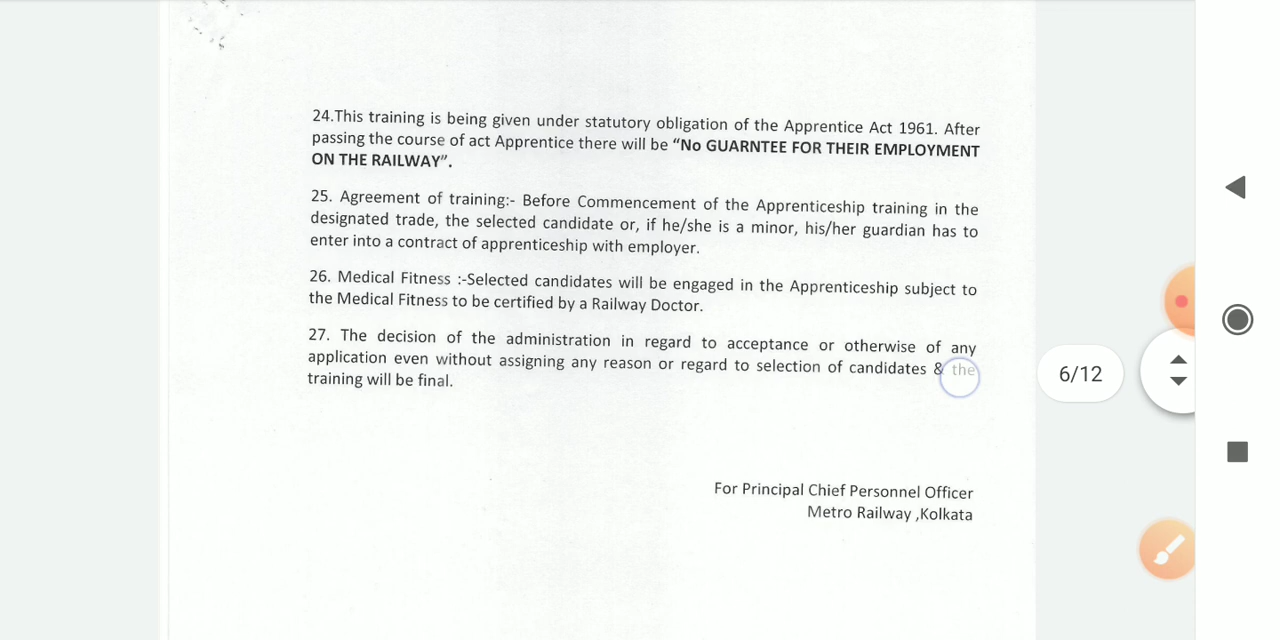 24.This training is being given under statutory obligation of the Apprentice Act 1961. After
passing the course of act Apprentice there will be “No GUARNTEE FOR THEIR EMPLOYMENT
ON THE RAILWAY”.
25. Agreement of training:- Before Commencement of the Apprenticeship training in the
designated trade, the selected candidate or, if he/she is a minor, his/her guardian has to
enter into a contract of apprenticeship with employer.
26. Medical Fitness :-Selected candidates will be engaged in the Apprenticeship subject to
the Medical Fitness to be certified by a Railway Doctor.
27. The decision of the administration in regard to acceptance or otherwise of any
application even without assigning any reason or regard to selection of candidates & the
training will be final.
6/12
For Principal Chief Personnel Officer
Metro Railway ,Kolkata